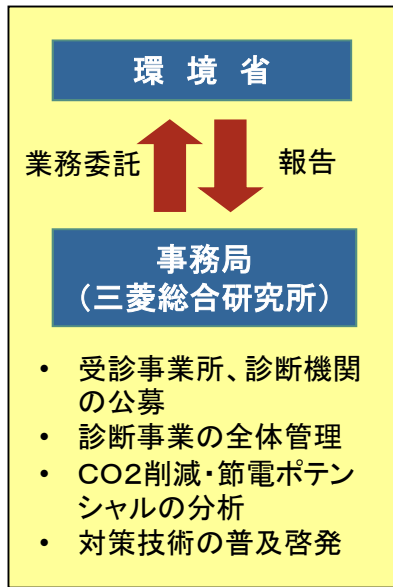 環 境 省
業務委託 報告
事務局
（三菱総合研究所）
• 受診事業所、診断機関
の公募
• 診断事業の全体管理
• CO2削減・節電ポテン
シャルの分析
• 対策技術の普及啓発